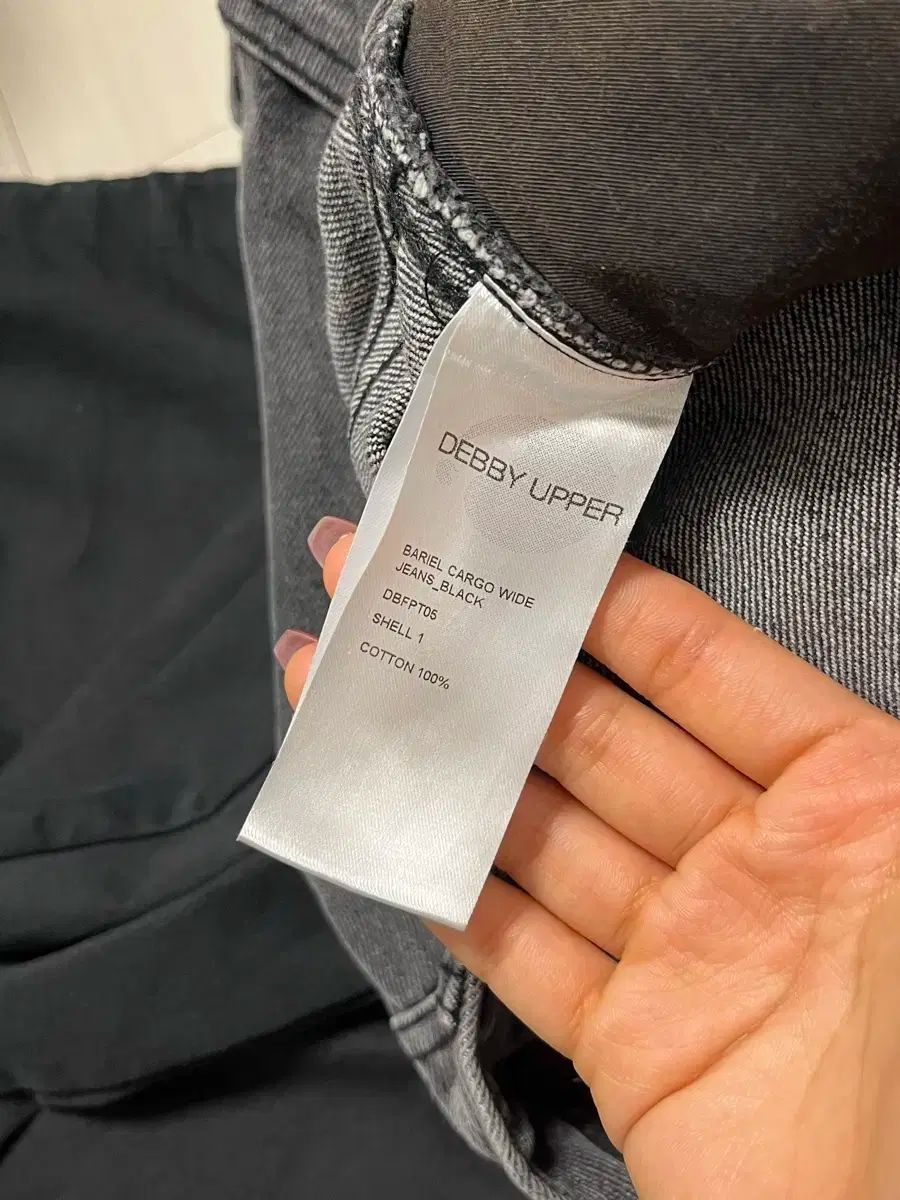 DEBBY UPPER
BARIEL CARGO WIDE
JEANS_BLACK
DBFPT05
SHELL 1
COTTON 100%